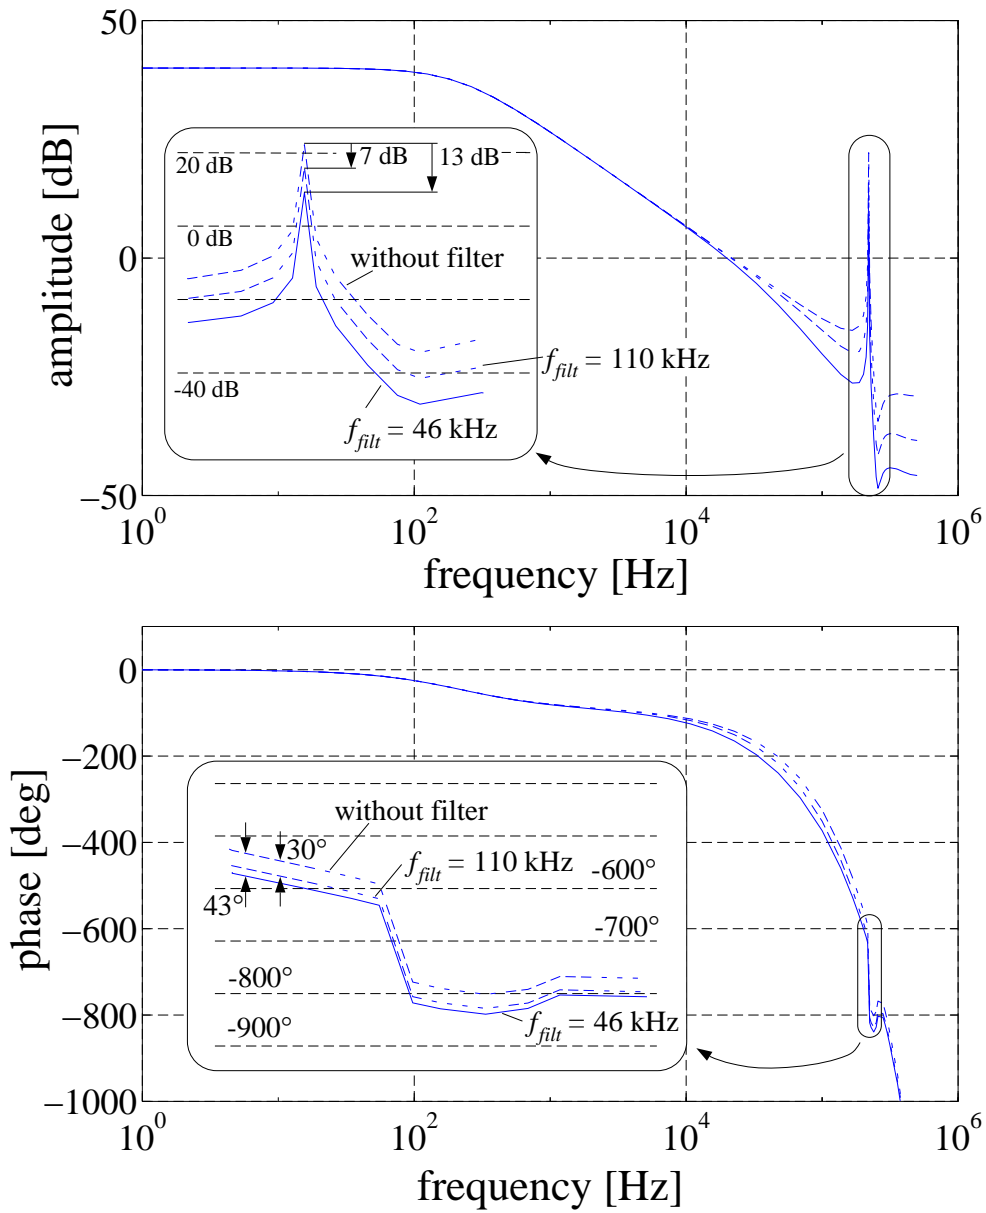 50
0
−50
amplitude [dB]
20 dB
7 dB
13 dB
0 dB
without filter
f_filt = 110 kHz
-40 dB
f_filt = 46 kHz
10^0
10^2
10^4
10^6
frequency [Hz]
0
−200
−400
−600
−800
−1000
phase [deg]
without filter
30°
f_filt = 110 kHz
-600°
43°
-700°
-800°
f_filt = 46 kHz
-900°
10^0
10^2
10^4
10^6
frequency [Hz]